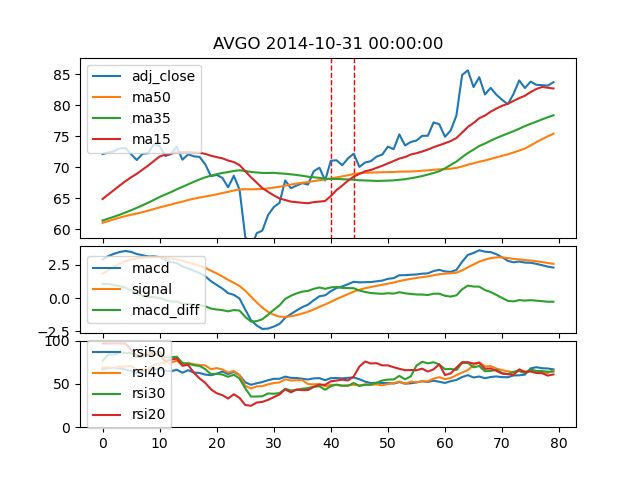 AVGO 2014-10-31 00:00:00
85
80
75
70
65
60
adj_close
ma50
ma35
ma15
2.5
0.0
−2.5
macd
signal
macd_diff
100
50
0
rsi50
rsi40
rsi30
rsi20
0 10 20 30 40 50 60 70 80